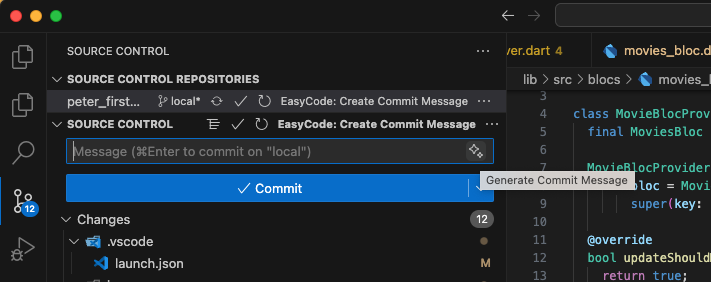 SOURCE CONTROL
ver.dart 4
movies_bloc.d
lib > src > blocs > movies_b
SOURCE CONTROL REPOSITORIES
peter_first... local* EasyCode: Create Commit Message
SOURCE CONTROL EasyCode: Create Commit Message
Message (⌘Enter to commit on "local")
Generate Commit Message
Commit
Changes 12
.vscode
launch.json M
12
3
4 class MovieBlocProv
5 final MoviesBloc
6
7 MovieBlocProvider
bloc = Movi
9 super(key:
10
11 @override
12 bool updateShould
13 return true;